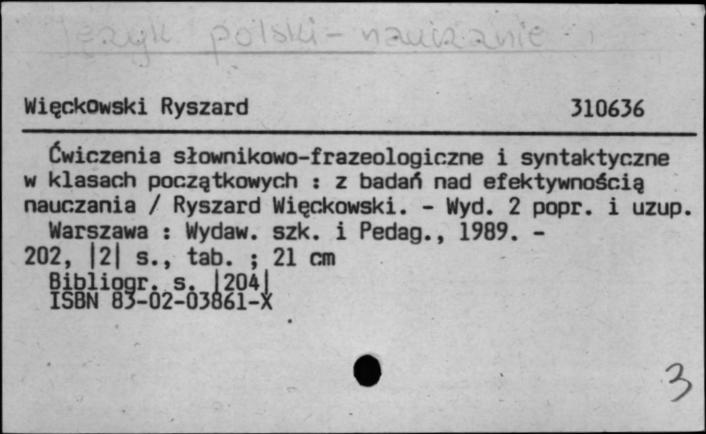 Język polski - nauczanie
Więckowski Ryszard 310636
Ćwiczenia słownikowo-frazeologiczne i syntaktyczne
w klasach początkowych : z badań nad efektywnością
nauczania / Ryszard Więckowski. - Wyd. 2 popr. i uzup.
Warszawa : Wydaw. szk. i Pedag., 1989. -
202, |2| s., tab. ; 21 cm
Bibliogr. s. |204|
ISBN 83-02-03861-X
3